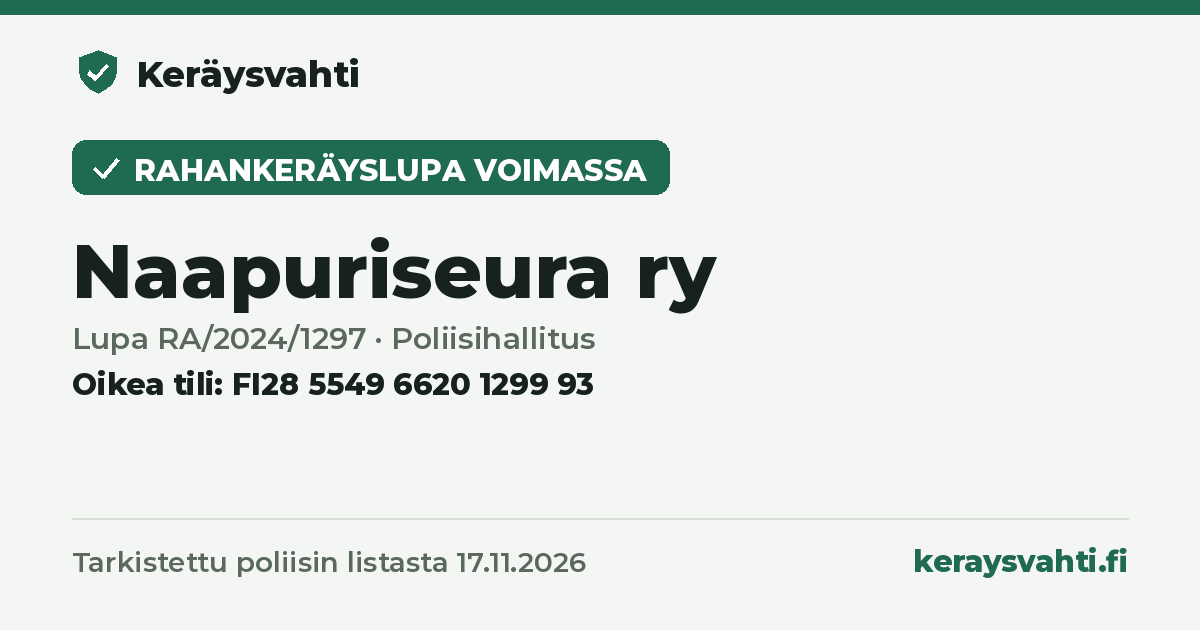 Keräysvahti
RAHANKERÄYSLUPA VOIMASSA
Naapuriseura ry
Lupa RA/2024/1297 · Poliisihallitus
Oikea tili: FI28 5549 6620 1299 93
Tarkistettu poliisin listasta 17.11.2026
keraysvahti.fi